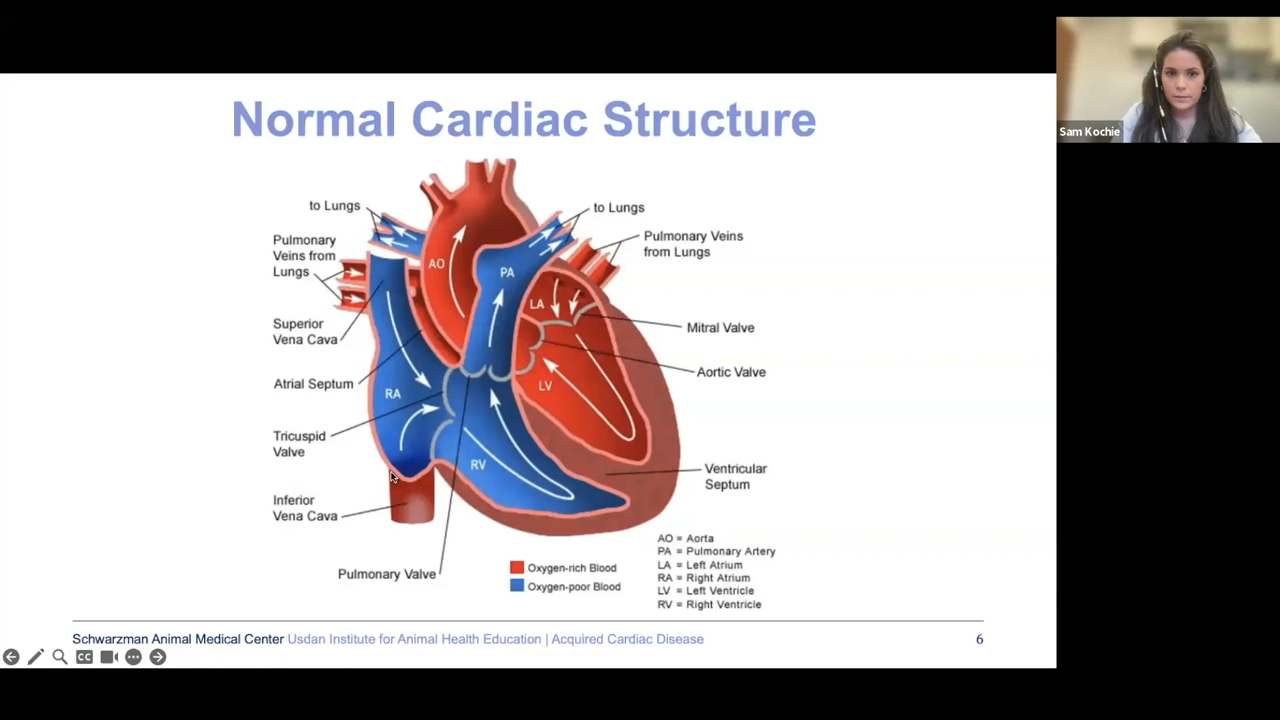 Normal Cardiac Structure
Sam Kochie
to Lungs
to Lungs
Pulmonary
Veins from
Lungs
Pulmonary Veins
from Lungs
AO
PA
LA
Superior
Vena Cava
Mitral Valve
Atrial Septum
Aortic Valve
RA
LV
Tricuspid
Valve
RV
Ventricular
Septum
Inferior
Vena Cava
Pulmonary Valve
Oxygen-rich Blood
Oxygen-poor Blood
AO = Aorta
PA = Pulmonary Artery
LA = Left Atrium
RA = Right Atrium
LV = Left Ventricle
RV = Right Ventricle
Schwarzman Animal Medical Center Usdan Institute for Animal Health Education | Acquired Cardiac Disease
6
CC